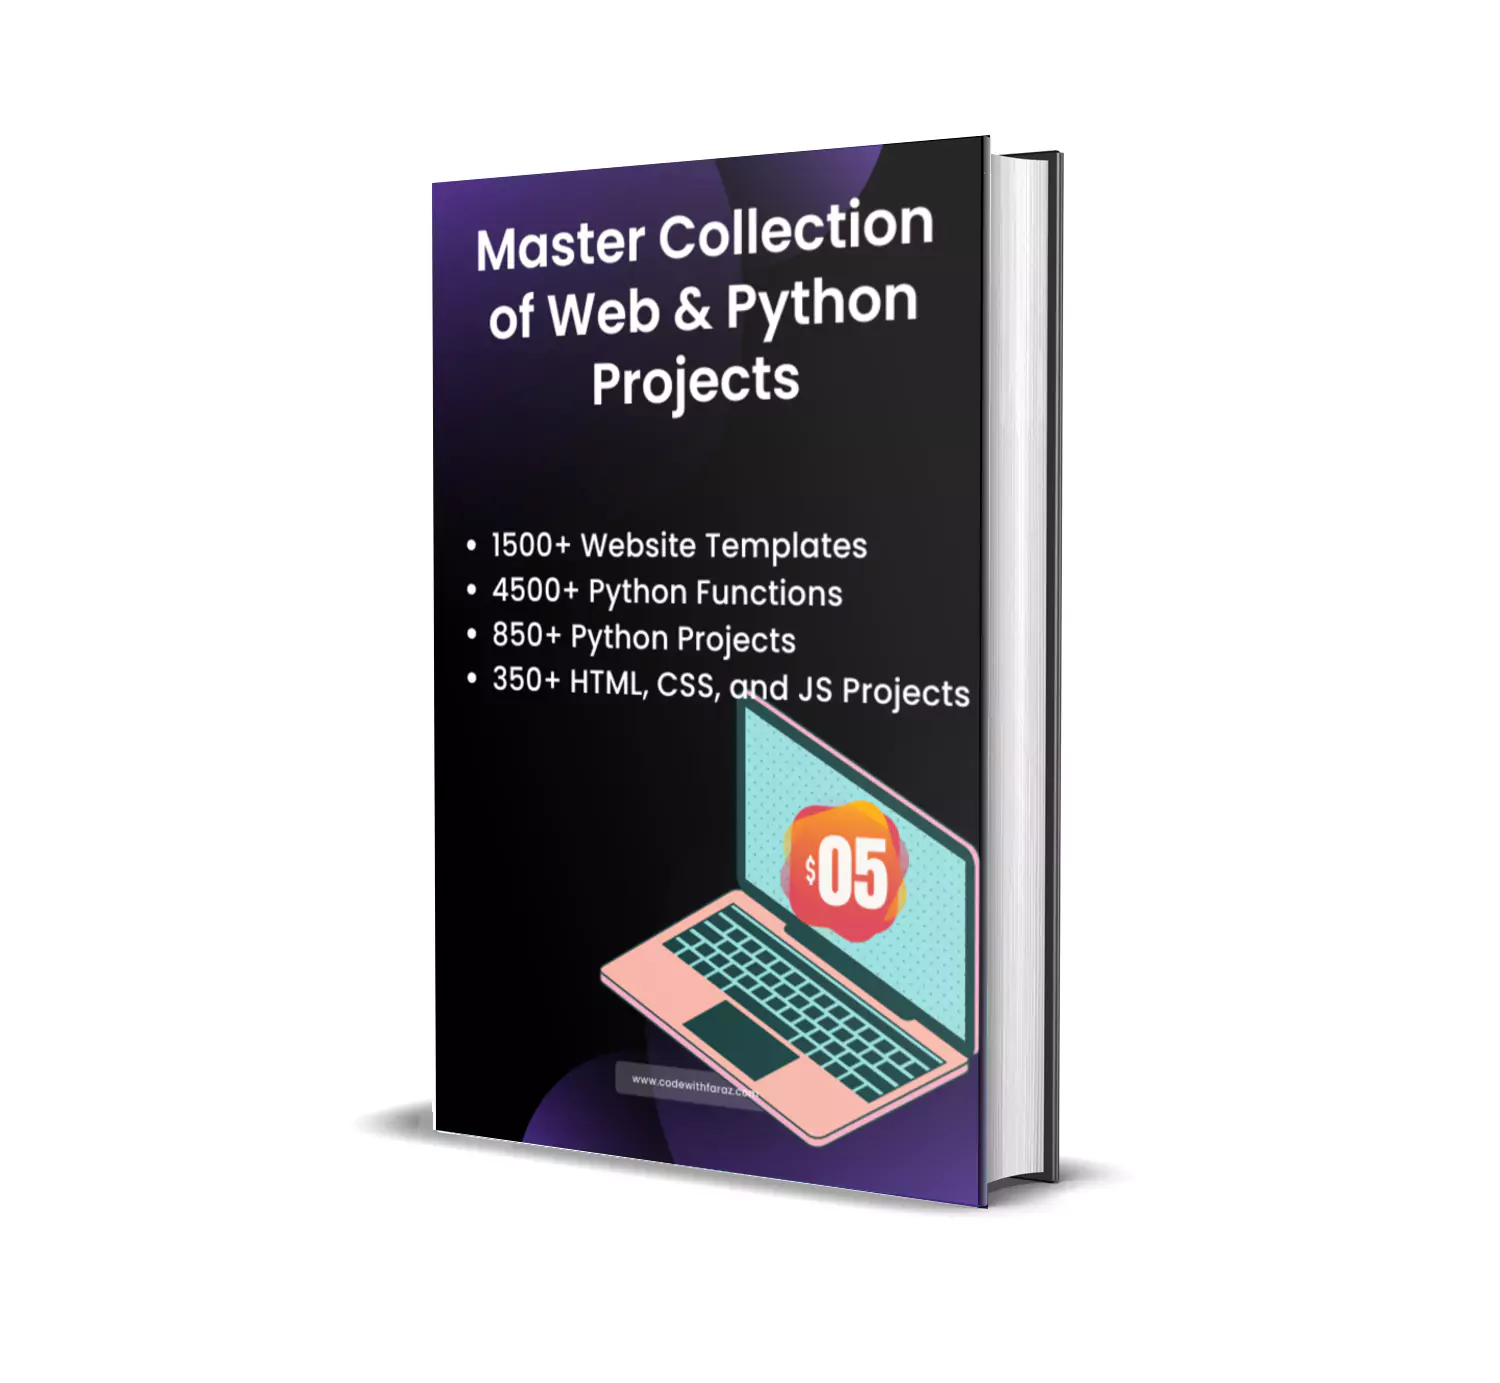 Master Collection
of Web & Python
Projects
• 1500+ Website Templates
• 4500+ Python Functions
• 850+ Python Projects
• 350+ HTML, CSS, and JS Projects
$05
www.codewithfaraz.com